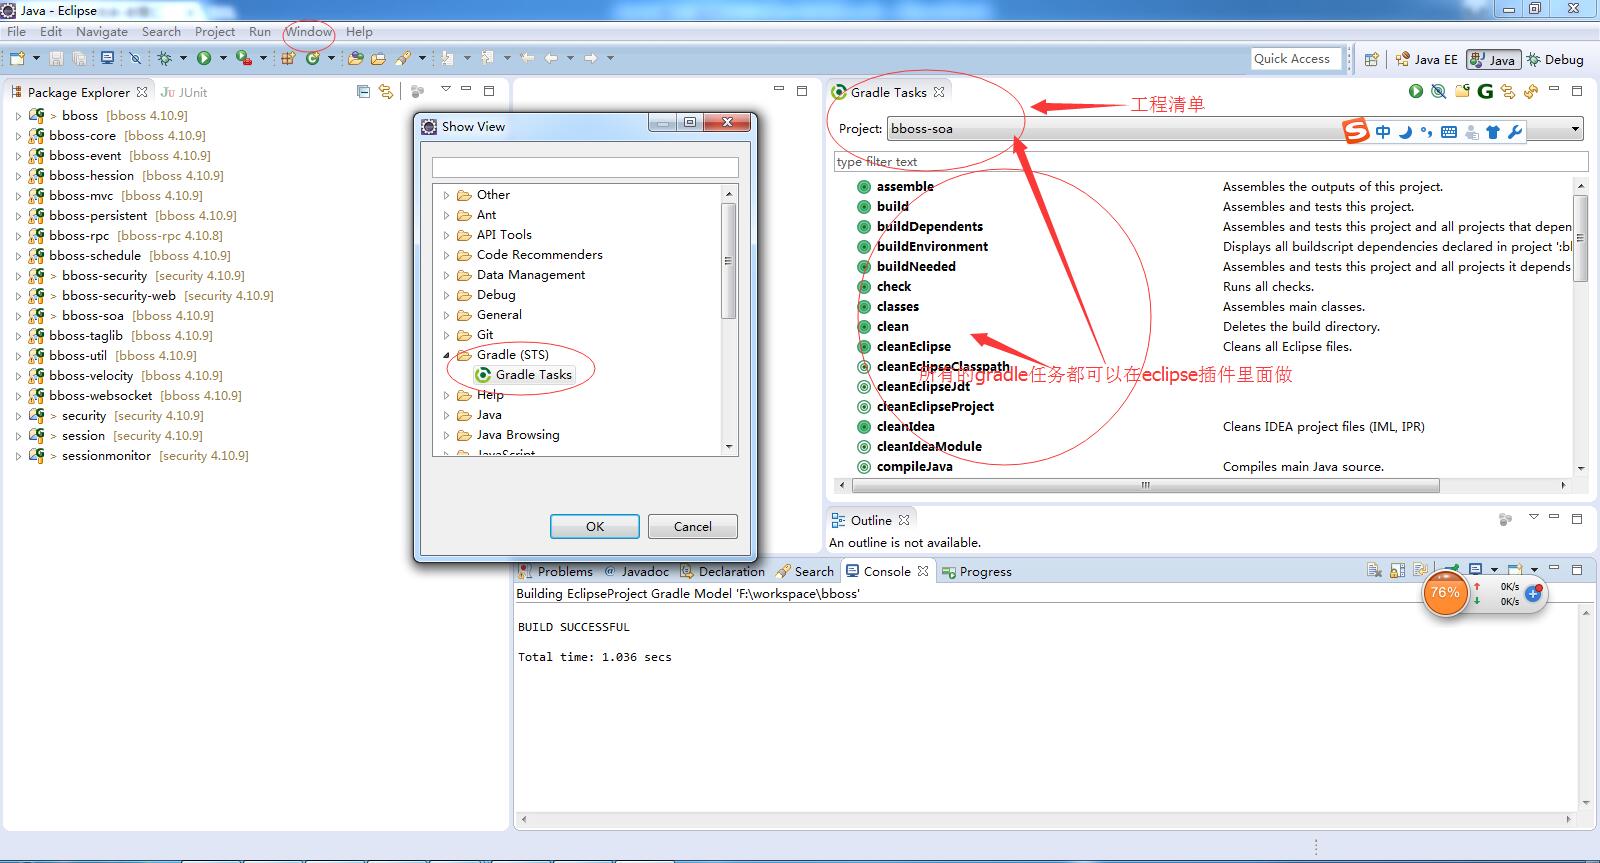 Java - Eclipse
File Edit Navigate Search Project Run Window Help
Quick Access
Java EE Java Debug
Package Explorer JUnit
> bboss [bboss 4.10.9]
bboss-core [bboss 4.10.9]
bboss-event [bboss 4.10.9]
bboss-hession [bboss 4.10.9]
bboss-mvc [bboss 4.10.9]
bboss-persistent [bboss 4.10.9]
bboss-rpc [bboss-rpc 4.10.8]
bboss-schedule [bboss 4.10.9]
> bboss-security [security 4.10.9]
> bboss-security-web [security 4.10.9]
> bboss-soa [bboss 4.10.9]
bboss-taglib [bboss 4.10.9]
bboss-util [bboss 4.10.9]
bboss-velocity [bboss 4.10.9]
bboss-websocket [bboss 4.10.9]
> security [security 4.10.9]
> session [security 4.10.9]
> sessionmonitor [security 4.10.9]
Show View
Other
Ant
API Tools
Code Recommenders
Data Management
Debug
General
Git
Gradle (STS)
Gradle Tasks
Help
Java
Java Browsing
JavaScript
OK Cancel
Gradle Tasks
工程清单
Project: bboss-soa
中
type filter text
assemble Assembles the outputs of this project.
build Assembles and tests this project.
buildDependents Assembles and tests this project and all projects that depen
buildEnvironment Displays all buildscript dependencies declared in project ':bl
buildNeeded Assembles and tests this project and all projects it depends
check Runs all checks.
classes Assembles main classes.
clean Deletes the build directory.
cleanEclipse Cleans all Eclipse files.
cleanEclipseClasspath
所有的gradle任务都可以在eclipse插件里面做
cleanEclipseJdt
cleanEclipseProject
cleanIdea Cleans IDEA project files (IML, IPR)
cleanIdeaModule
compileJava Compiles main Java source.
Outline
An outline is not available.
Problems Javadoc Declaration Search Console Progress
Building EclipseProject Gradle Model 'F:\workspace\bboss'
BUILD SUCCESSFUL
Total time: 1.036 secs
76%
0K/s
0K/s